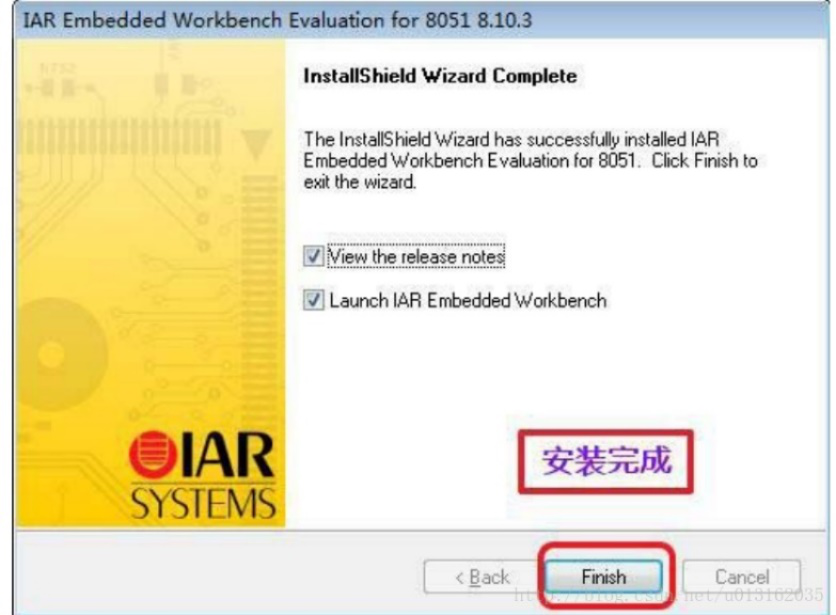 IAR Embedded Workbench Evaluation for 8051 8.10.3
InstallShield Wizard Complete
The InstallShield Wizard has successfully installed IAR
Embedded Workbench Evaluation for 8051. Click Finish to
exit the wizard.
View the release notes
Launch IAR Embedded Workbench
IAR
SYSTEMS
安装完成
< Back
Finish
Cancel
http://blog.csdn.net/u013162035